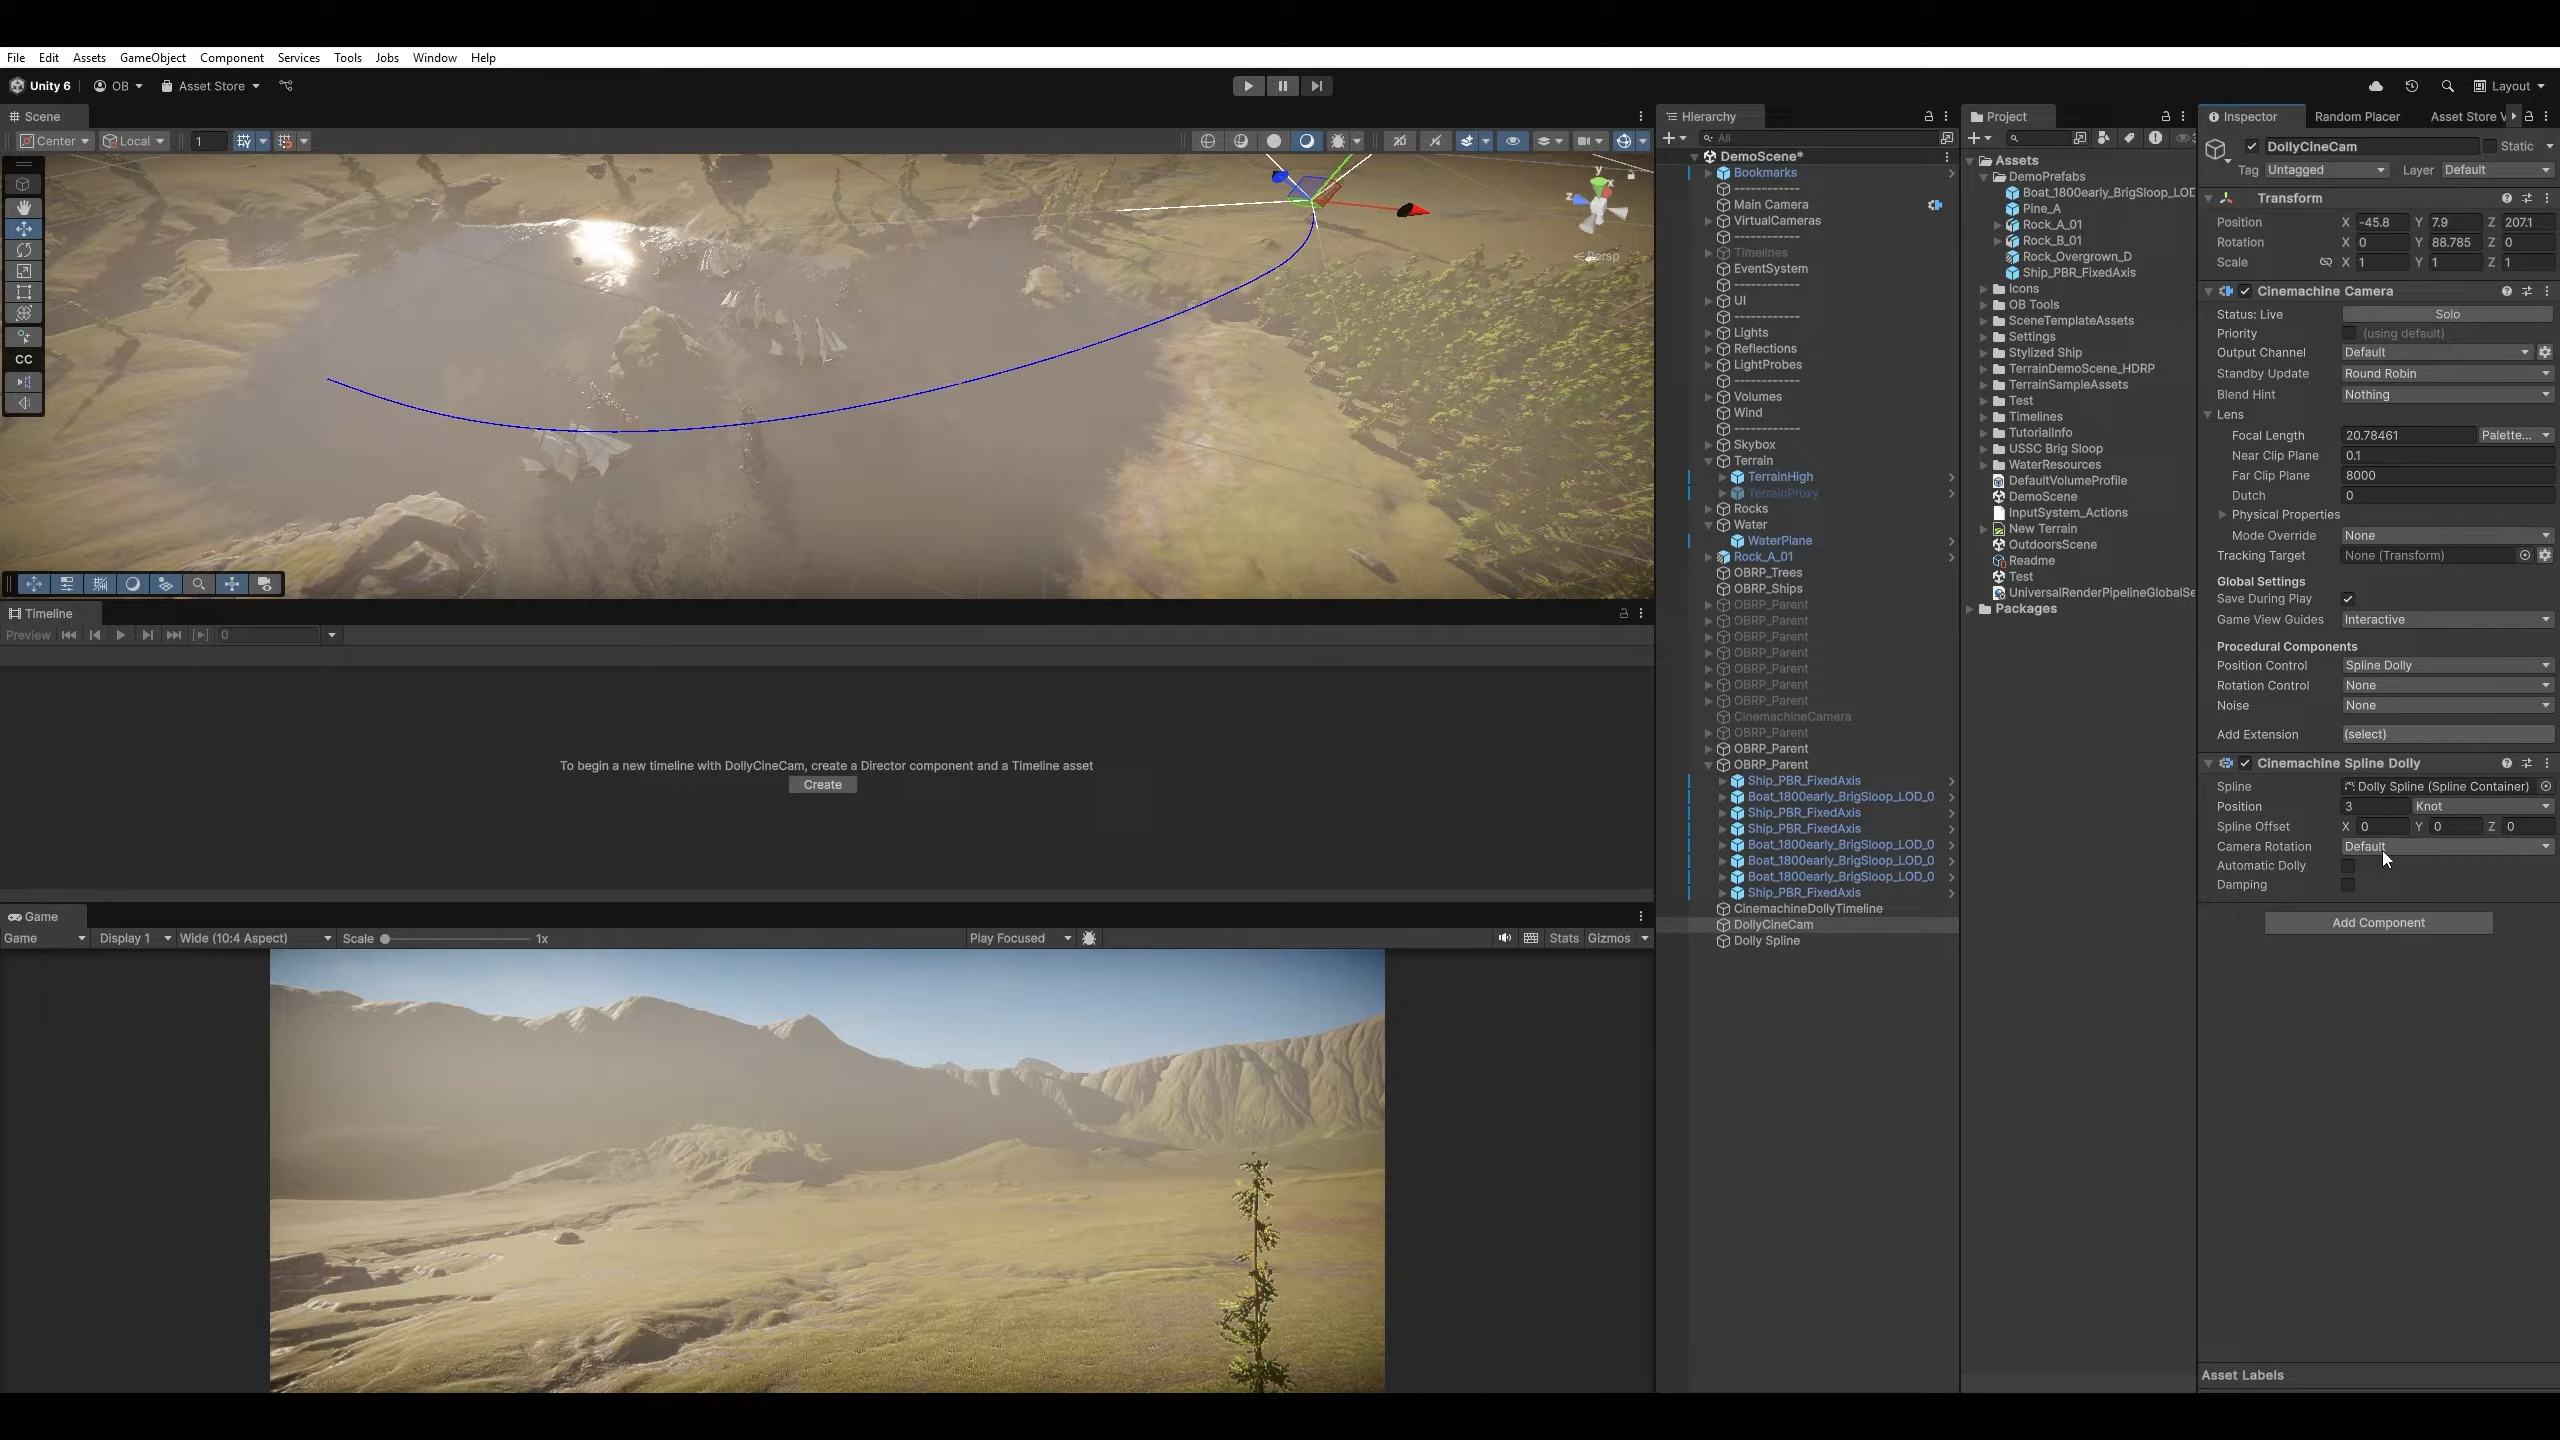 File Edit Assets GameObject Component Services Tools Jobs Window Help
Unity 6 OB Asset Store Layout
Scene
Center Local 1
2D
y
x
z
Persp
CC
Timeline
Preview 0
To begin a new timeline with DollyCineCam, create a Director component and a Timeline asset
Create
Game
Game Display 1 Wide (10:4 Aspect) Scale 1x Play Focused Stats Gizmos
Hierarchy
All
DemoScene*
Bookmarks
------------
Main Camera
VirtualCameras
------------
Timelines
EventSystem
------------
UI
------------
Lights
Reflections
LightProbes
------------
Volumes
Wind
------------
Skybox
Terrain
TerrainHigh
TerrainProxy
Rocks
Water
WaterPlane
Rock_A_01
OBRP_Trees
OBRP_Ships
OBRP_Parent
OBRP_Parent
OBRP_Parent
OBRP_Parent
OBRP_Parent
OBRP_Parent
OBRP_Parent
CinemachineCamera
OBRP_Parent
OBRP_Parent
OBRP_Parent
Ship_PBR_FixedAxis
Boat_1800early_BrigSloop_LOD_0
Ship_PBR_FixedAxis
Ship_PBR_FixedAxis
Boat_1800early_BrigSloop_LOD_0
Boat_1800early_BrigSloop_LOD_0
Boat_1800early_BrigSloop_LOD_0
Ship_PBR_FixedAxis
CinemachineDollyTimeline
DollyCineCam
Dolly Spline
Project
Assets
DemoPrefabs
Boat_1800early_BrigSloop_LOD
Pine_A
Rock_A_01
Rock_B_01
Rock_Overgrown_D
Ship_PBR_FixedAxis
Icons
OB Tools
SceneTemplateAssets
Settings
Stylized Ship
TerrainDemoScene_HDRP
TerrainSampleAssets
Test
Timelines
TutorialInfo
USSC Brig Sloop
WaterResources
DefaultVolumeProfile
DemoScene
InputSystem_Actions
New Terrain
OutdoorsScene
Readme
Test
UniversalRenderPipelineGlobalSe
Packages
Inspector Random Placer Asset Store V
DollyCineCam Static
Tag Untagged Layer Default
Transform
Position X -45.8 Y 7.9 Z 207.1
Rotation X 0 Y 88.785 Z 0
Scale X 1 Y 1 Z 1
Cinemachine Camera
Status: Live Solo
Priority (using default)
Output Channel Default
Standby Update Round Robin
Blend Hint Nothing
Lens
Focal Length 20.78461 Palette...
Near Clip Plane 0.1
Far Clip Plane 8000
Dutch 0
Physical Properties
Mode Override None
Tracking Target None (Transform)
Global Settings
Save During Play
Game View Guides Interactive
Procedural Components
Position Control Spline Dolly
Rotation Control None
Noise None
Add Extension (select)
Cinemachine Spline Dolly
Spline Dolly Spline (Spline Container)
Position 3 Knot
Spline Offset X 0 Y 0 Z 0
Camera Rotation Default
Automatic Dolly
Damping
Add Component
Asset Labels